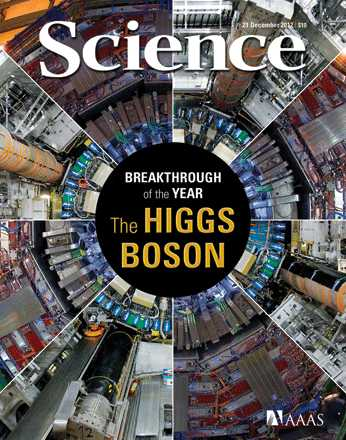 21 December 2012 | $10
Science
BREAKTHROUGH
of the YEAR
The HIGGS
BOSON
AAAS